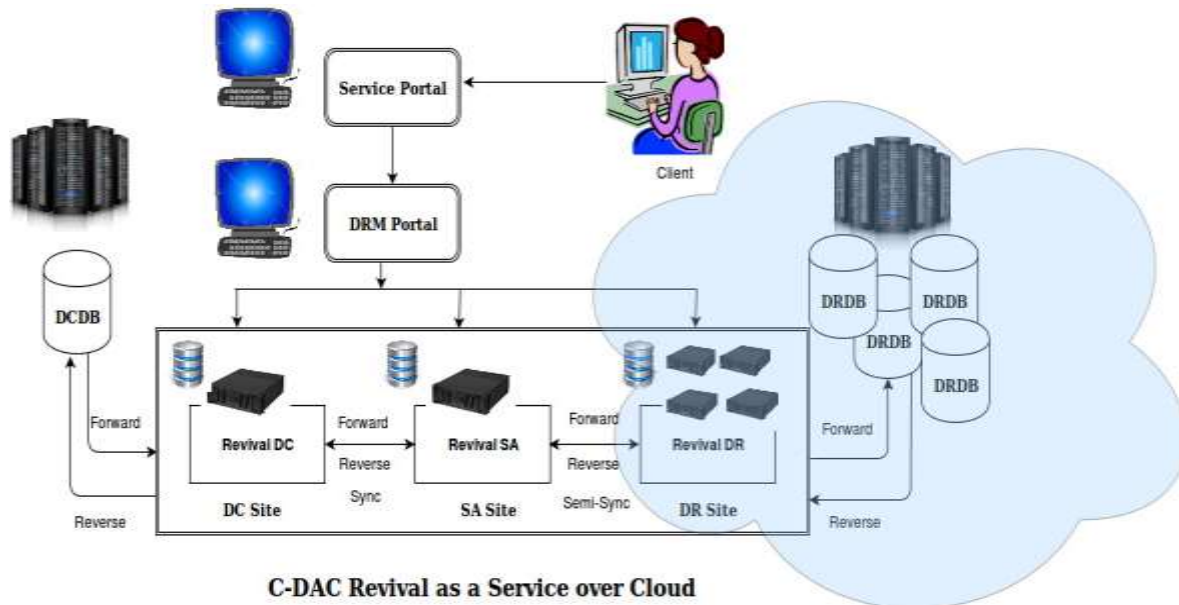 Service Portal
Client
DRM Portal
DCDB
DRDB
DRDB
DRDB
DRDB
Forward
Reverse
Revival DC
Forward
Reverse
Sync
Revival SA
Forward
Reverse
Semi-Sync
Revival DR
DC Site
SA Site
DR Site
Forward
Reverse
C-DAC Revival as a Service over Cloud